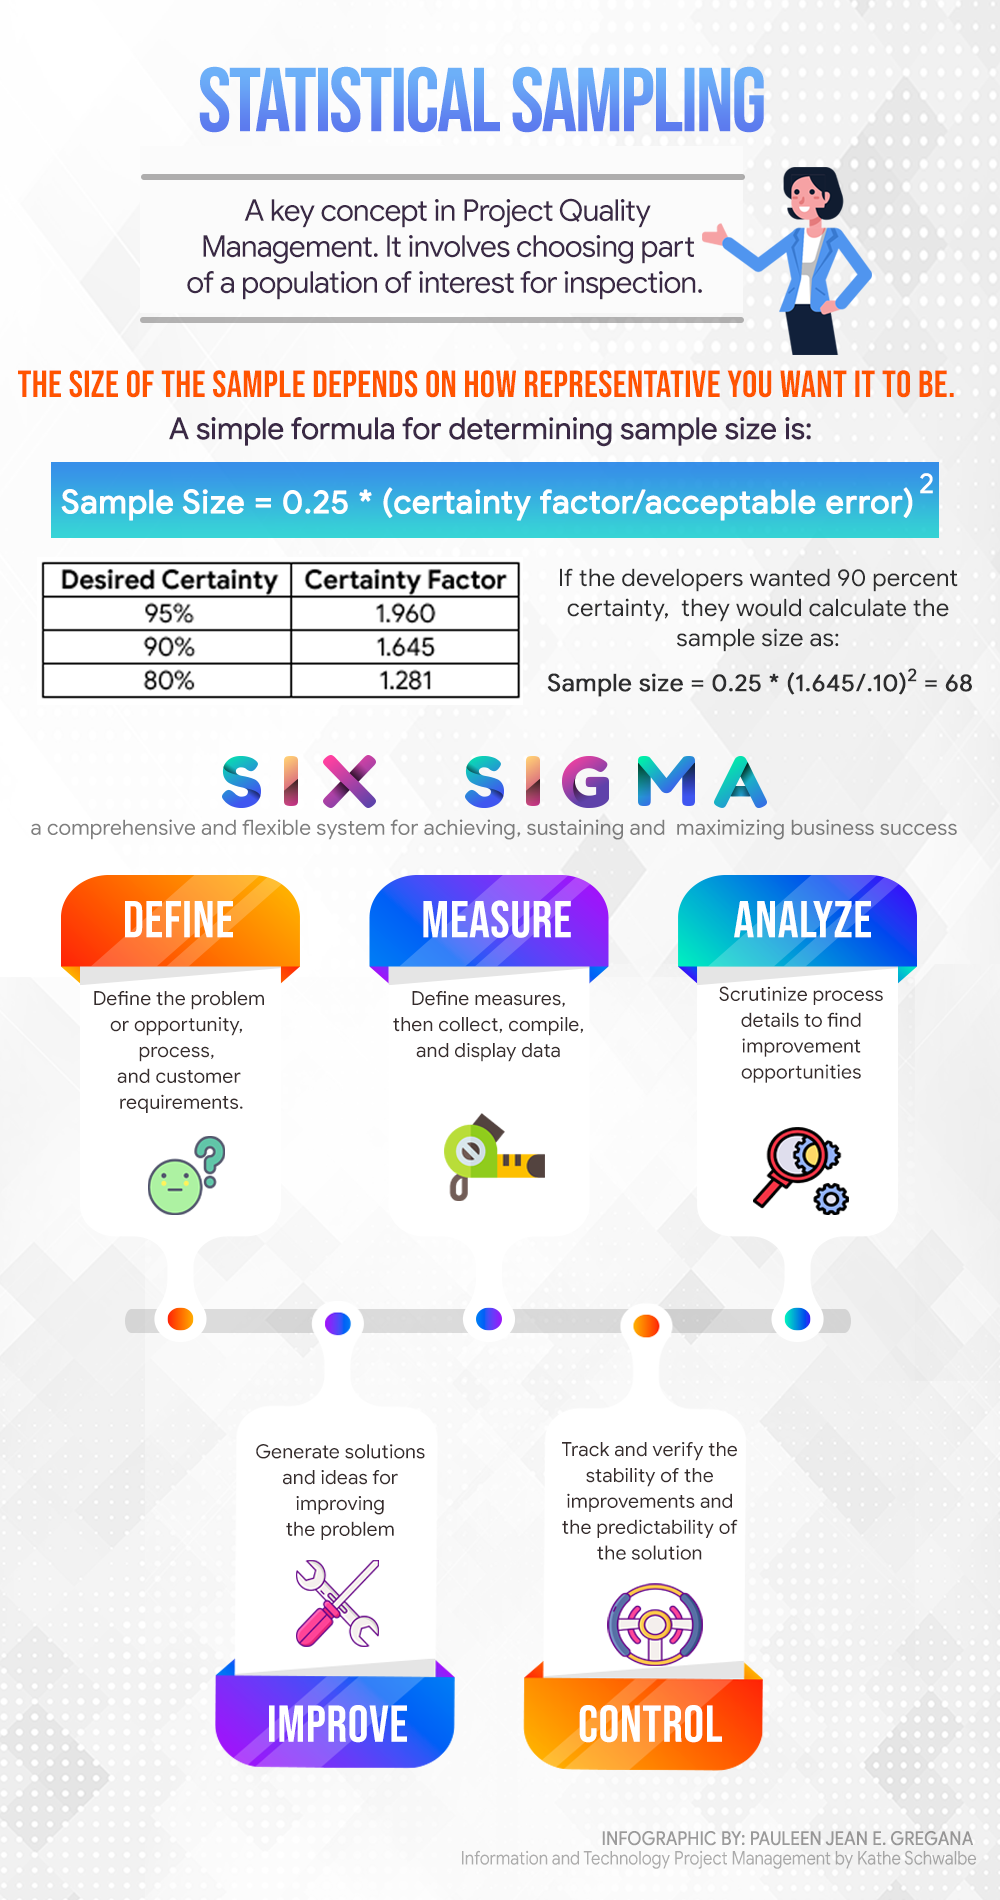 STATISTICAL SAMPLING
A key concept in Project Quality
Management. It involves choosing part
of a population of interest for inspection.
THE SIZE OF THE SAMPLE DEPENDS ON HOW REPRESENTATIVE YOU WANT IT TO BE.
A simple formula for determining sample size is:
Sample Size = 0.25 * (certainty factor/acceptable error)²
Desired Certainty Certainty Factor
95% 1.960
90% 1.645
80% 1.281
If the developers wanted 90 percent
certainty, they would calculate the
sample size as:
Sample size = 0.25 * (1.645/.10)² = 68
SIX SIGMA
a comprehensive and flexible system for achieving, sustaining and maximizing business success
DEFINE
Define the problem
or opportunity,
process,
and customer
requirements.
MEASURE
Define measures,
then collect, compile,
and display data
ANALYZE
Scrutinize process
details to find
improvement
opportunities
Generate solutions
and ideas for
improving
the problem
IMPROVE
Track and verify the
stability of the
improvements and
the predictability of
the solution
CONTROL
INFOGRAPHIC BY: PAULEEN JEAN E. GREGANA
Information and Technology Project Management by Kathe Schwalbe